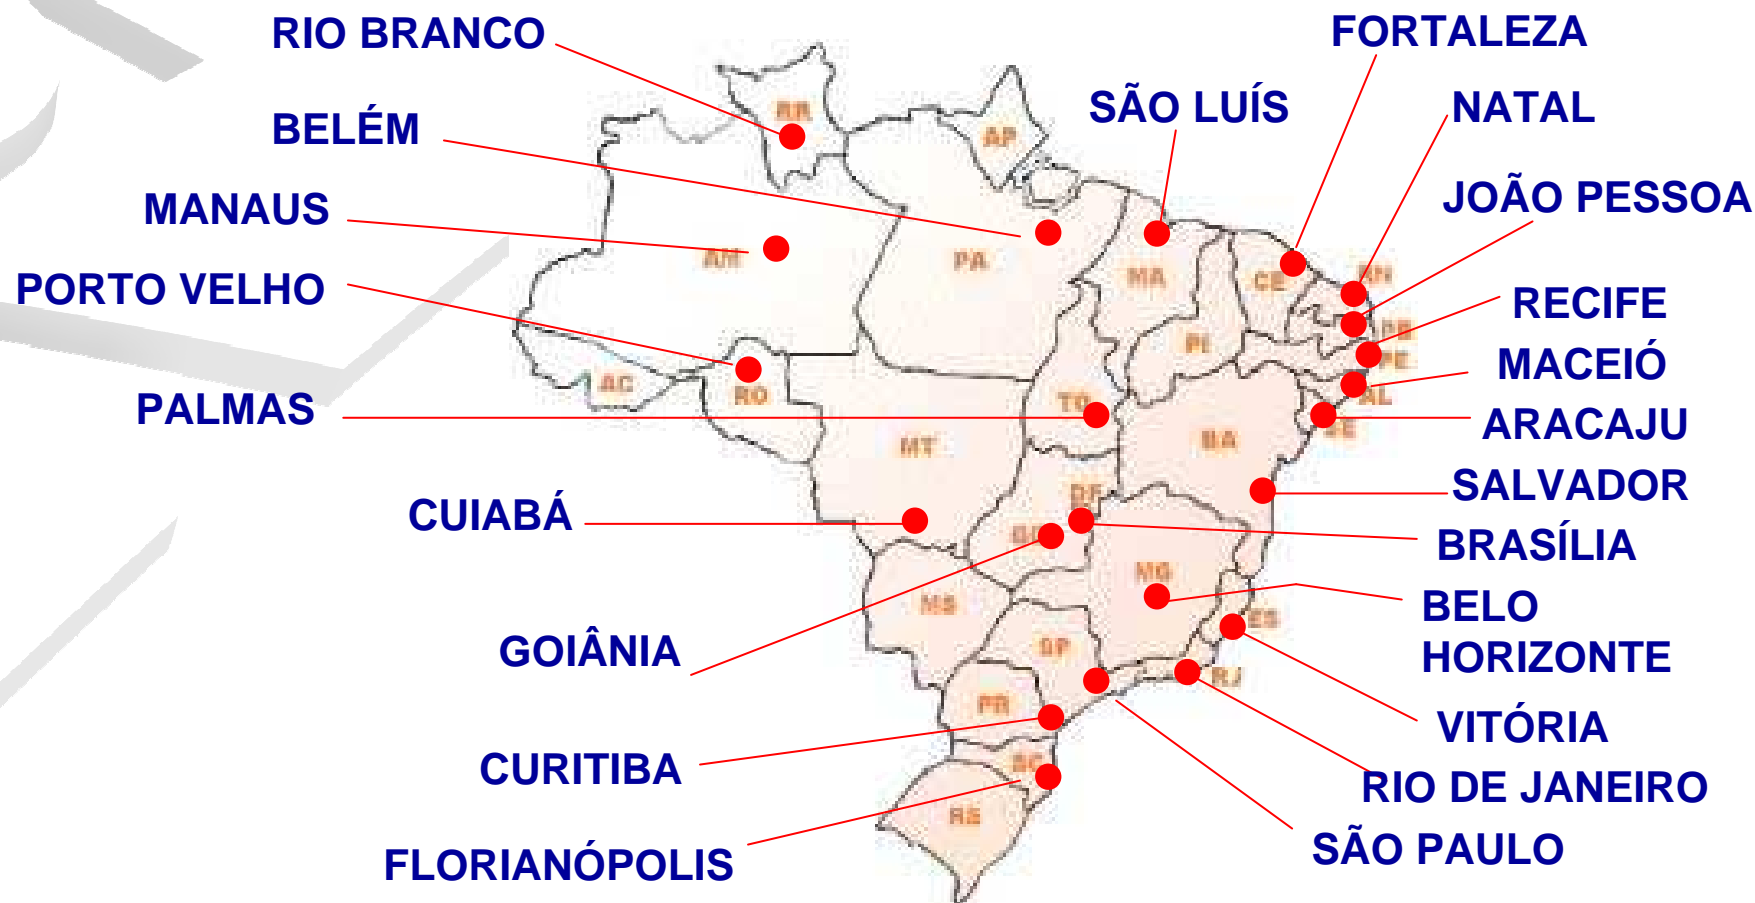 RIO BRANCO
FORTALEZA
SÃO LUÍS
NATAL
BELÉM
JOÃO PESSOA
MANAUS
PORTO VELHO
RECIFE
MACEIÓ
PALMAS
ARACAJU
SALVADOR
CUIABÁ
BRASÍLIA
BELO
HORIZONTE
GOIÂNIA
VITÓRIA
CURITIBA
RIO DE JANEIRO
SÃO PAULO
FLORIANÓPOLIS
RR
AP
AM
PA
MA
CE
RN
PB
PI
PE
AC
RO
TO
AL
SE
MT
BA
DF
GO
MG
MS
ES
SP
RJ
PR
SC
RS